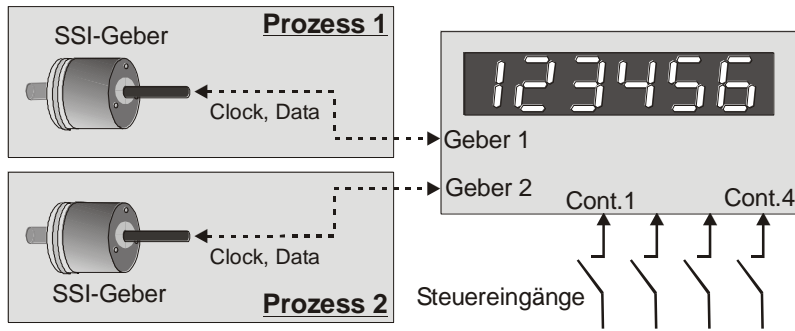 Prozess 1
SSI-Geber
Clock, Data
123456
Geber 1
Geber 2
Cont.1 Cont.4
Clock, Data
SSI-Geber
Prozess 2
Steuereingänge